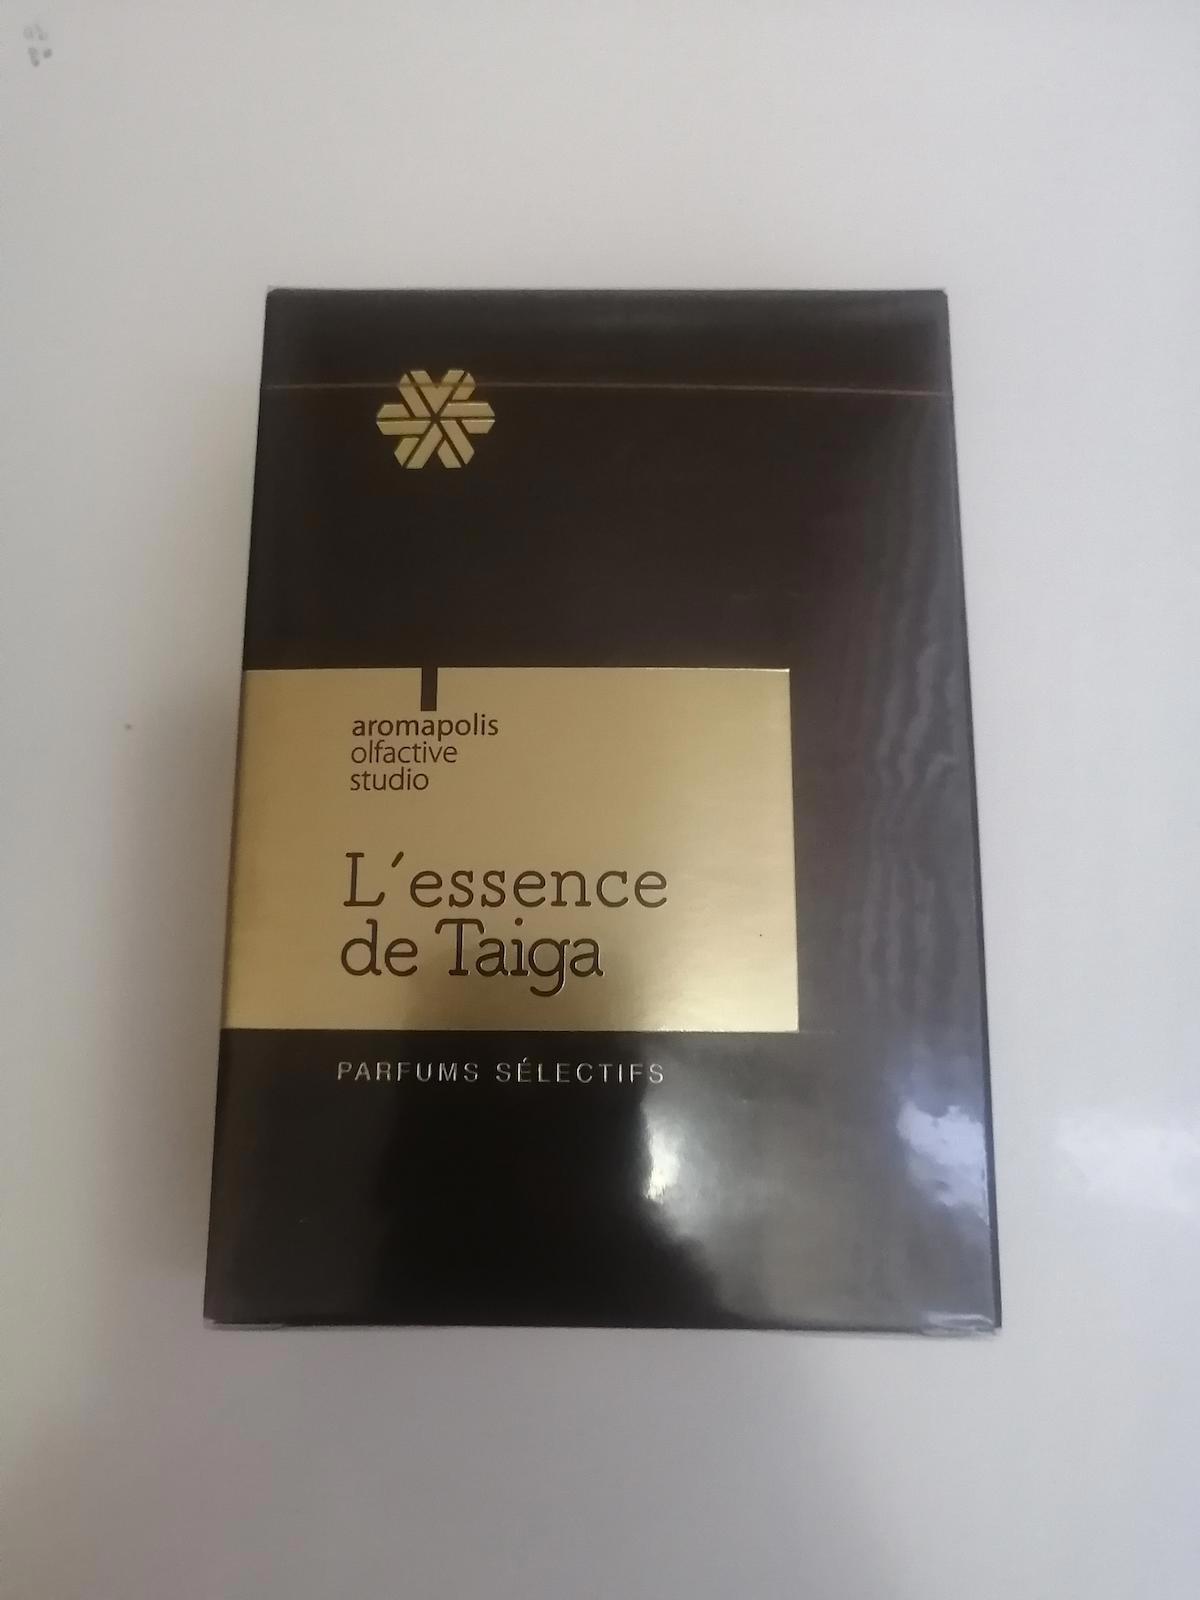 aromapolis
olfactive
studio
L´essence
de Taiga
PARFUMS SÉLECTIFS